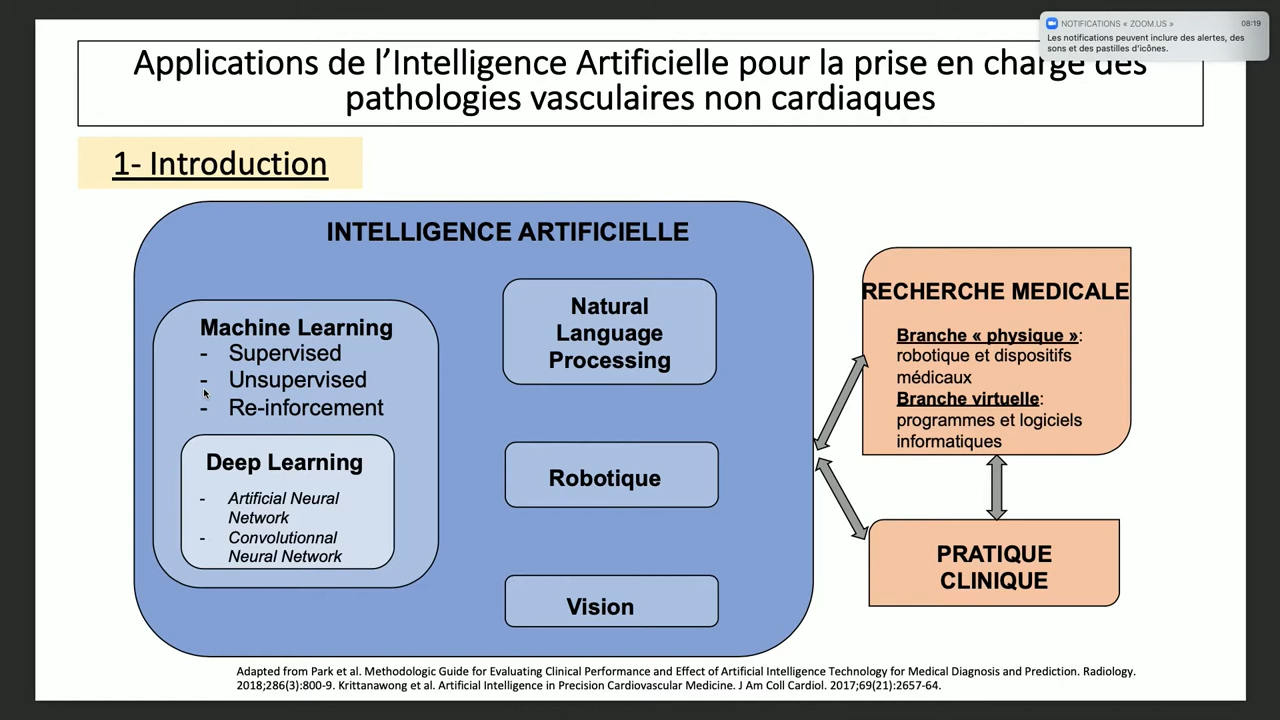 NOTIFICATIONS « ZOOM.US » 08:19
Les notifications peuvent inclure des alertes, des
sons et des pastilles d'icônes.
Applications de l’Intelligence Artificielle pour la prise en charge des
pathologies vasculaires non cardiaques
1- Introduction
INTELLIGENCE ARTIFICIELLE
Machine Learning
- Supervised
- Unsupervised
- Re-inforcement
Deep Learning
- Artificial Neural
Network
- Convolutionnal
Neural Network
Natural
Language
Processing
Robotique
Vision
RECHERCHE MEDICALE
Branche « physique »:
robotique et dispositifs
médicaux
Branche virtuelle:
programmes et logiciels
informatiques
PRATIQUE
CLINIQUE
Adapted from Park et al. Methodologic Guide for Evaluating Clinical Performance and Effect of Artificial Intelligence Technology for Medical Diagnosis and Prediction. Radiology.
2018;286(3):800-9. Krittanawong et al. Artificial Intelligence in Precision Cardiovascular Medicine. J Am Coll Cardiol. 2017;69(21):2657-64.